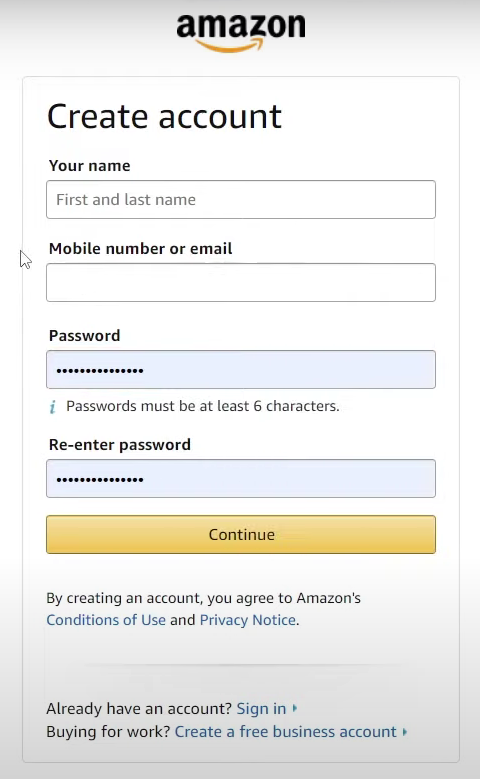 amazon
Create account
Your name
First and last name
Mobile number or email
Password
•••••••••••••••
i Passwords must be at least 6 characters.
Re-enter password
•••••••••••••••
Continue
By creating an account, you agree to Amazon's
Conditions of Use and Privacy Notice.
Already have an account? Sign in
Buying for work? Create a free business account